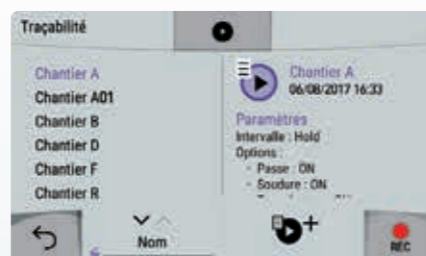 Traçabilité
Chantier A
Chantier A01
Chantier B
Chantier D
Chantier F
Chantier R
Chantier A
06/08/2017 16:33
Paramètres
Intervalle : Hold
Options :
- Passe : ON
- Soudure : ON
Nom
REC